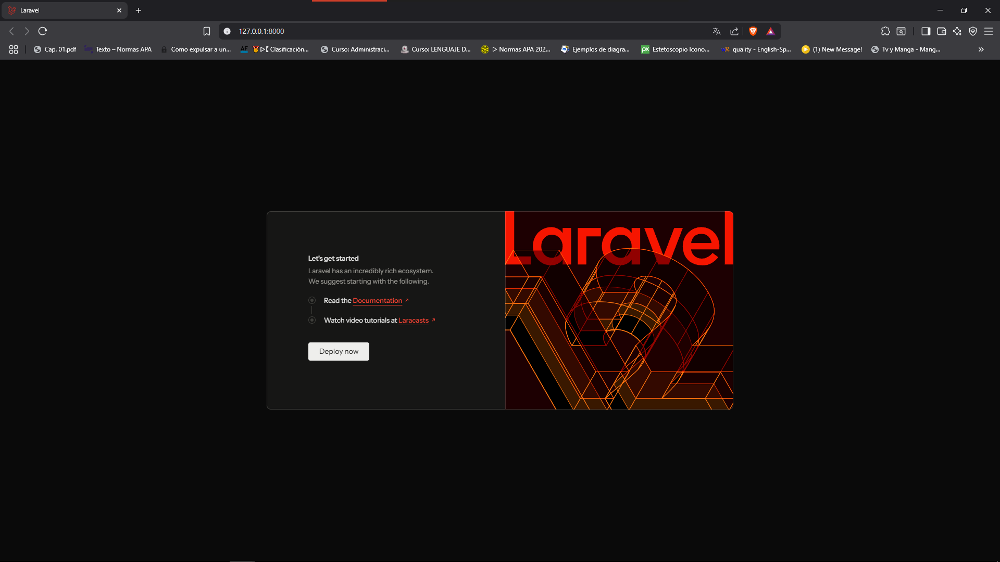 Laravel
127.0.0.1:8000
Cap. 01.pdf
Texto – Normas APA
Como expulsar a un...
AF
Clasificación...
Curso: Administraci...
Curso: LENGUAJE D...
Normas APA 202...
Ejemplos de diagra...
px
Estetoscopio Icono...
quality - English-Sp...
(1) New Message!
Tv y Manga - Mang...
Let's get started
Laravel has an incredibly rich ecosystem.
We suggest starting with the following.
Read the Documentation
Watch video tutorials at Laracasts
Deploy now
Laravel